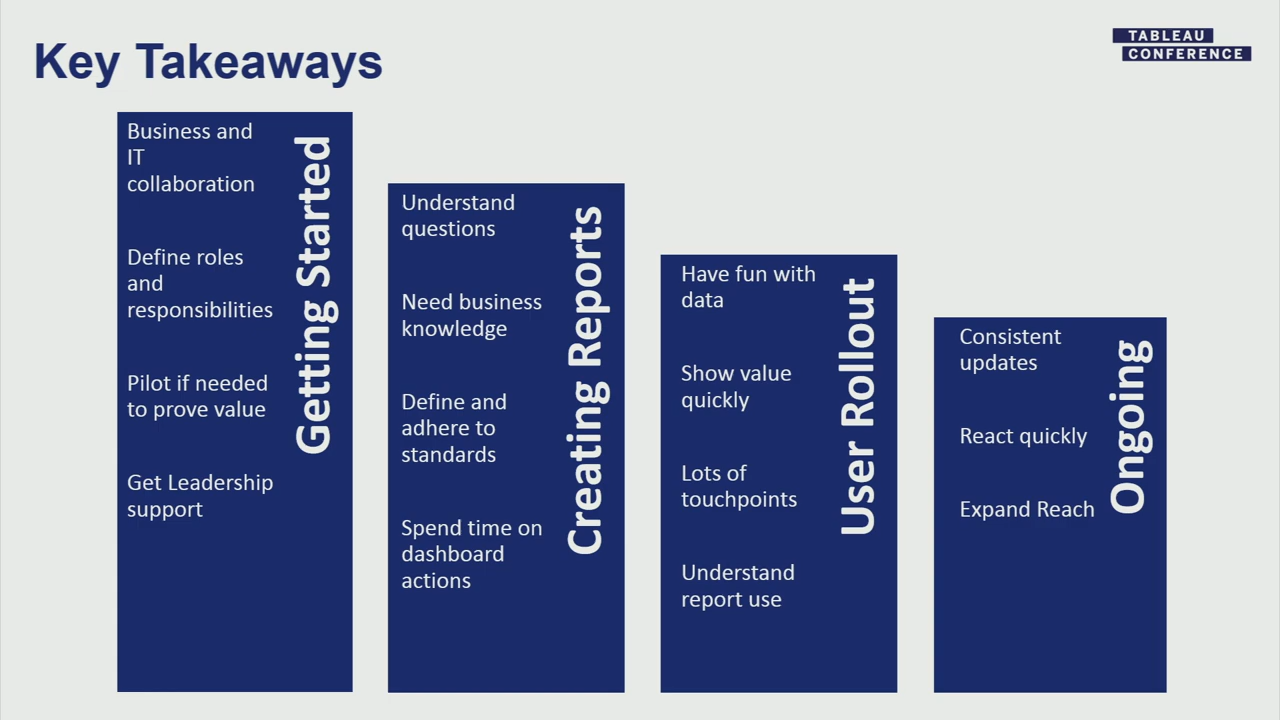 Key Takeaways
TABLEAU
CONFERENCE
Business and
IT
collaboration
Define roles
and
responsibilities
Pilot if needed
to prove value
Get Leadership
support
Getting Started
Understand
questions
Need business
knowledge
Define and
adhere to
standards
Spend time on
dashboard
actions
Creating Reports
Have fun with
data
Show value
quickly
Lots of
touchpoints
Understand
report use
User Rollout
Consistent
updates
React quickly
Expand Reach
Ongoing